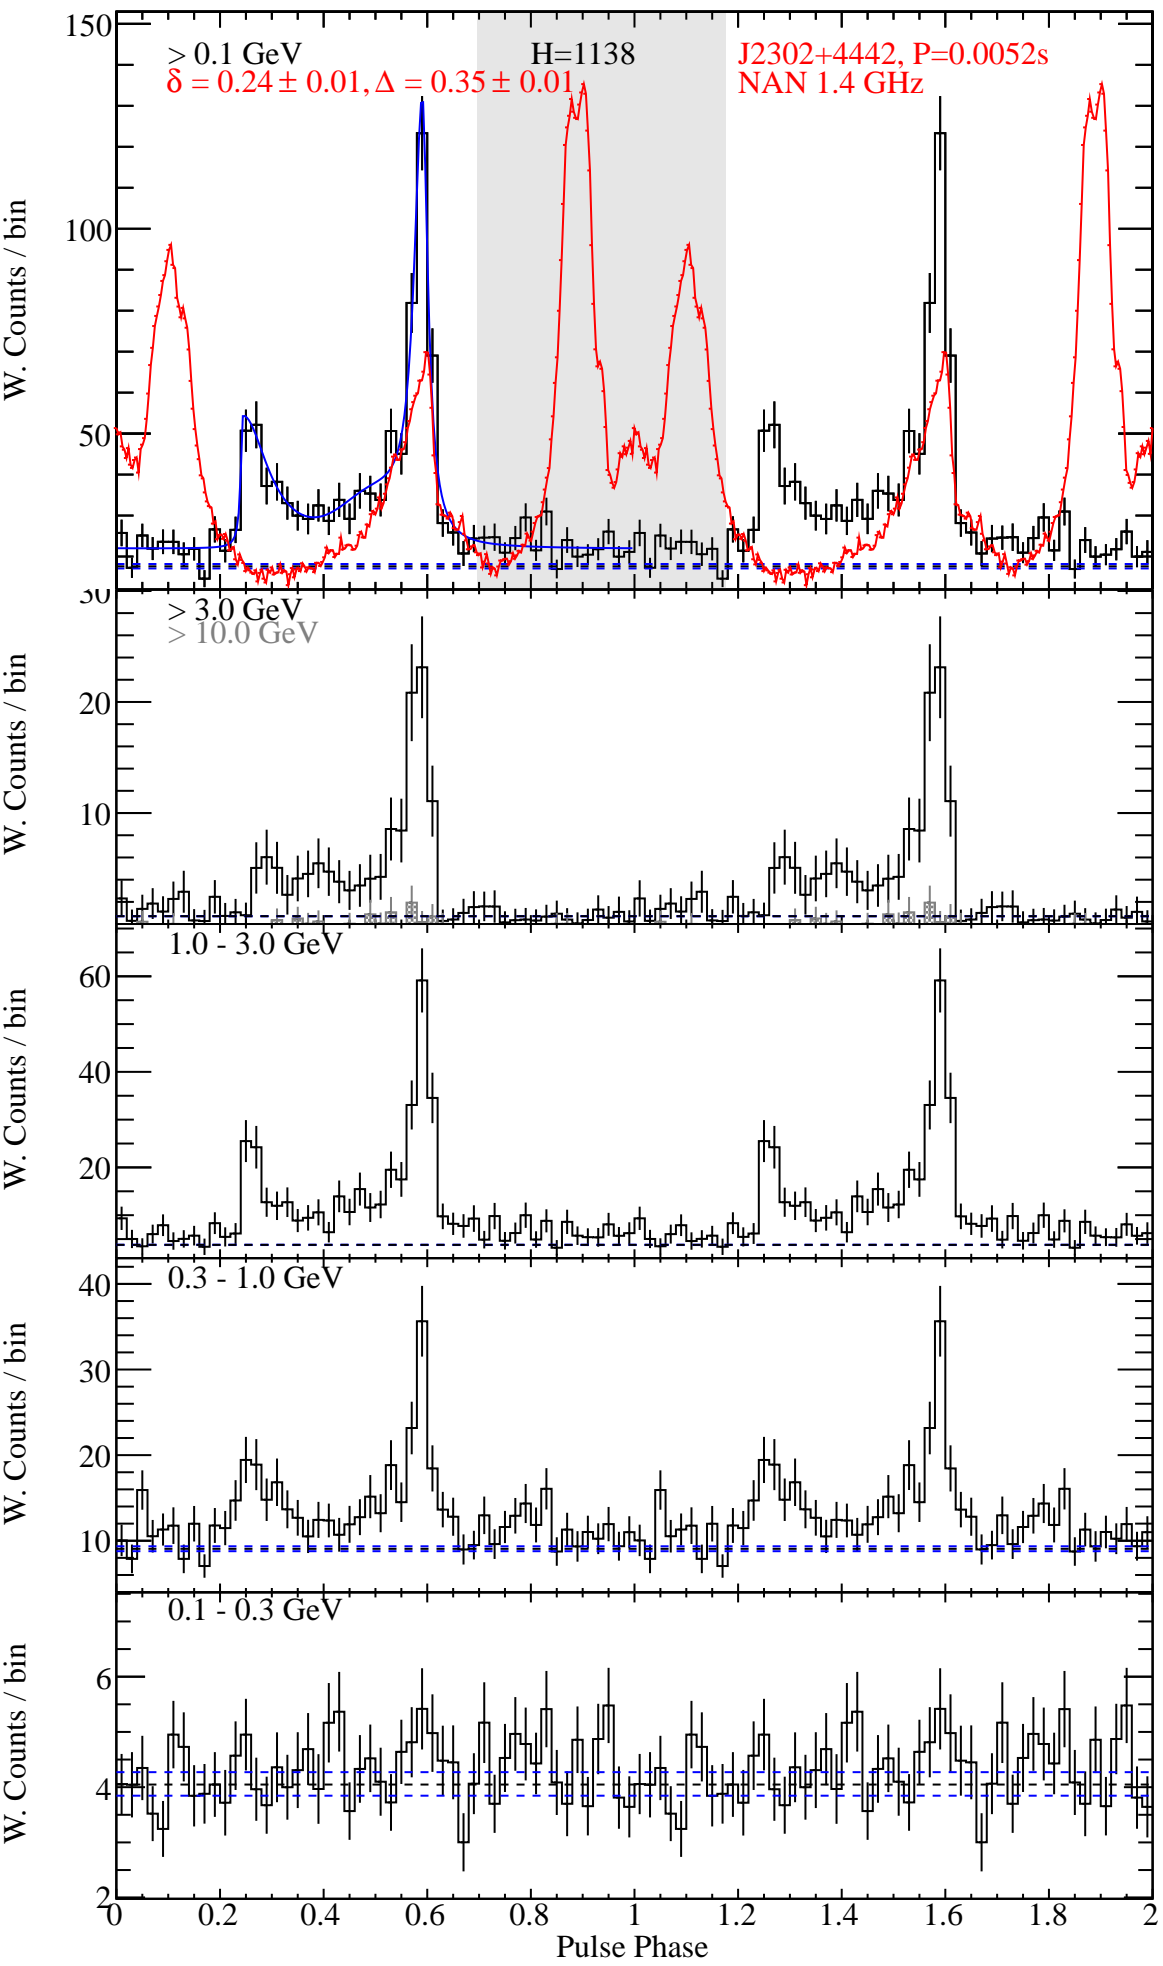 150
> 0.1 GeV
H=1138
J2302+4442, P=0.0052s
δ = 0.24 ± 0.01, Δ = 0.35 ± 0.01
NAN 1.4 GHz
100
50
W. Counts / bin
30
> 3.0 GeV
> 10.0 GeV
20
10
W. Counts / bin
1.0 - 3.0 GeV
60
40
20
W. Counts / bin
0.3 - 1.0 GeV
40
30
20
10
W. Counts / bin
0.1 - 0.3 GeV
6
4
2
W. Counts / bin
0 0.2 0.4 0.6 0.8 1 1.2 1.4 1.6 1.8 2
Pulse Phase